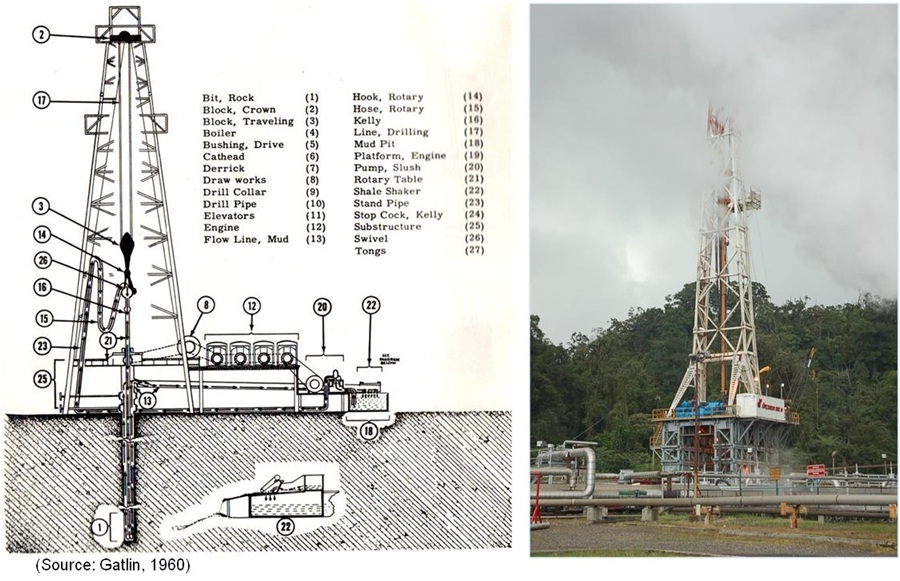 2
17
Bit, Rock (1)
Block, Crown (2)
Block, Traveling (3)
Boiler (4)
Bushing, Drive (5)
Cathead (6)
Derrick (7)
Draw works (8)
Drill Collar (9)
Drill Pipe (10)
Elevators (11)
Engine (12)
Flow Line, Mud (13)
Hook, Rotary (14)
Hose, Rotary (15)
Kelly (16)
Line, Drilling (17)
Mud Pit (18)
Platform, Engine (19)
Pump, Slush (20)
Rotary Table (21)
Shale Shaker (22)
Stand Pipe (23)
Stop Cock, Kelly (24)
Substructure (25)
Swivel (26)
Tongs (27)
3
14
26
16
15
21
23
25
8
12
20
22
SEE
DIAGRAM
BELOW
13
18
1
22
(Source: Gatlin, 1960)